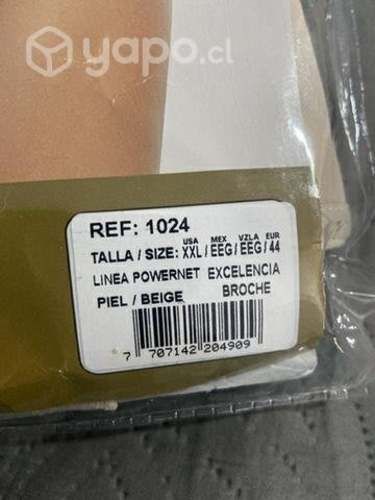 yapo.cl
REF: 1024
USA MEX VZLA EUR
TALLA / SIZE: XXL / EEG / EEG / 44
LINEA POWERNET EXCELENCIA
PIEL / BEIGE BROCHE
7 707142 204909